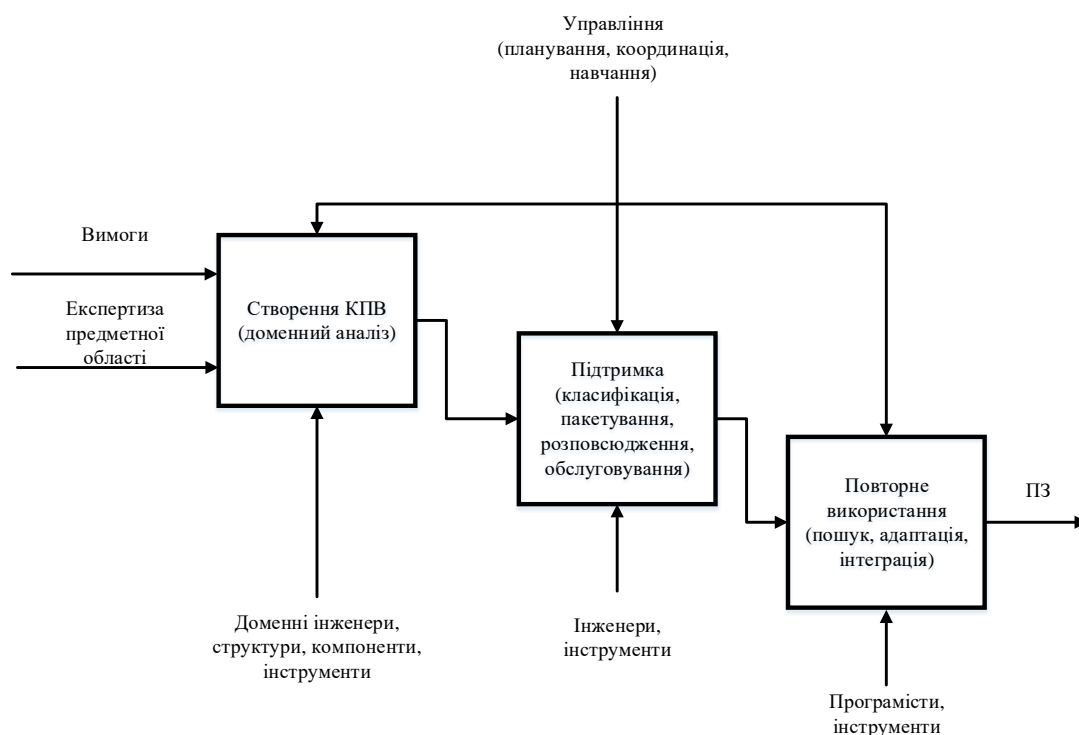 Управління
(планування, координація,
навчання)
Вимоги
Експертиза
предметної
області
Створення КПВ
(доменний аналіз)
Підтримка
(класифікація,
пакетування,
розповсюдження,
обслуговування)
Повторне
використання
(пошук, адаптація,
інтеграція)
ПЗ
Доменні інженери,
структури, компоненти,
інструменти
Інженери,
інструменти
Програмісти,
інструменти